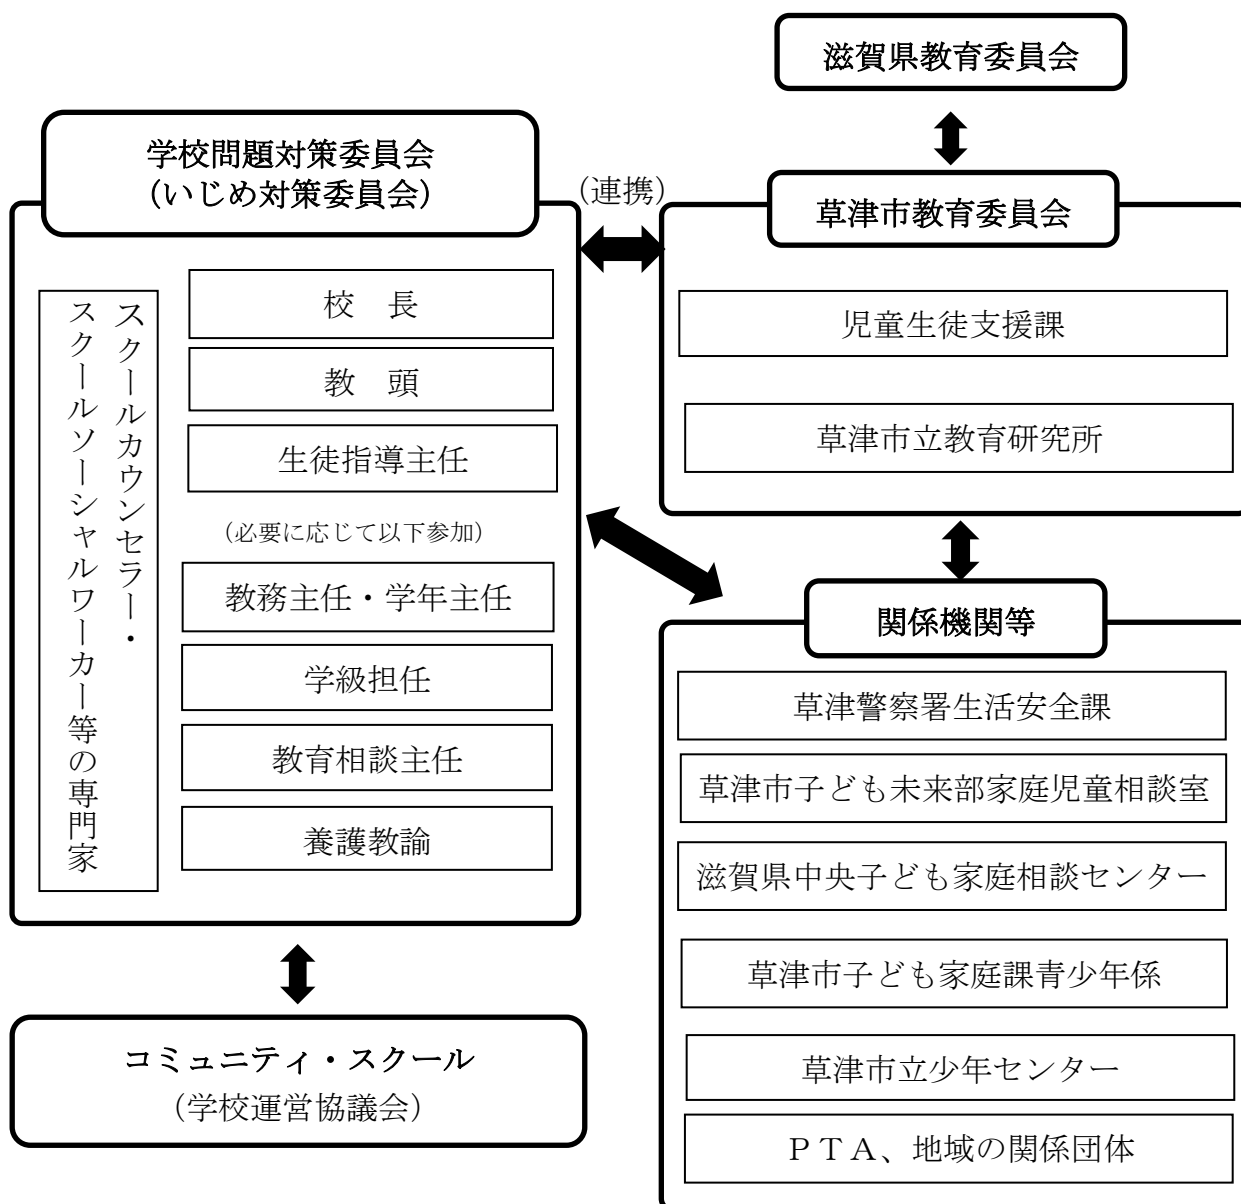 滋賀県教育委員会
学校問題対策委員会
(いじめ対策委員会)
(連携)
草津市教育委員会
スクールカウンセラー・
スクールソーシャルワーカー等の専門家
校　長
教　頭
生徒指導主任
(必要に応じて以下参加)
教務主任・学年主任
学級担任
教育相談主任
養護教諭
児童生徒支援課
草津市立教育研究所
関係機関等
草津警察署生活安全課
草津市子ども未来部家庭児童相談室
滋賀県中央子ども家庭相談センター
草津市子ども家庭課青少年係
草津市立少年センター
ＰＴＡ、地域の関係団体
コミュニティ・スクール
(学校運営協議会)